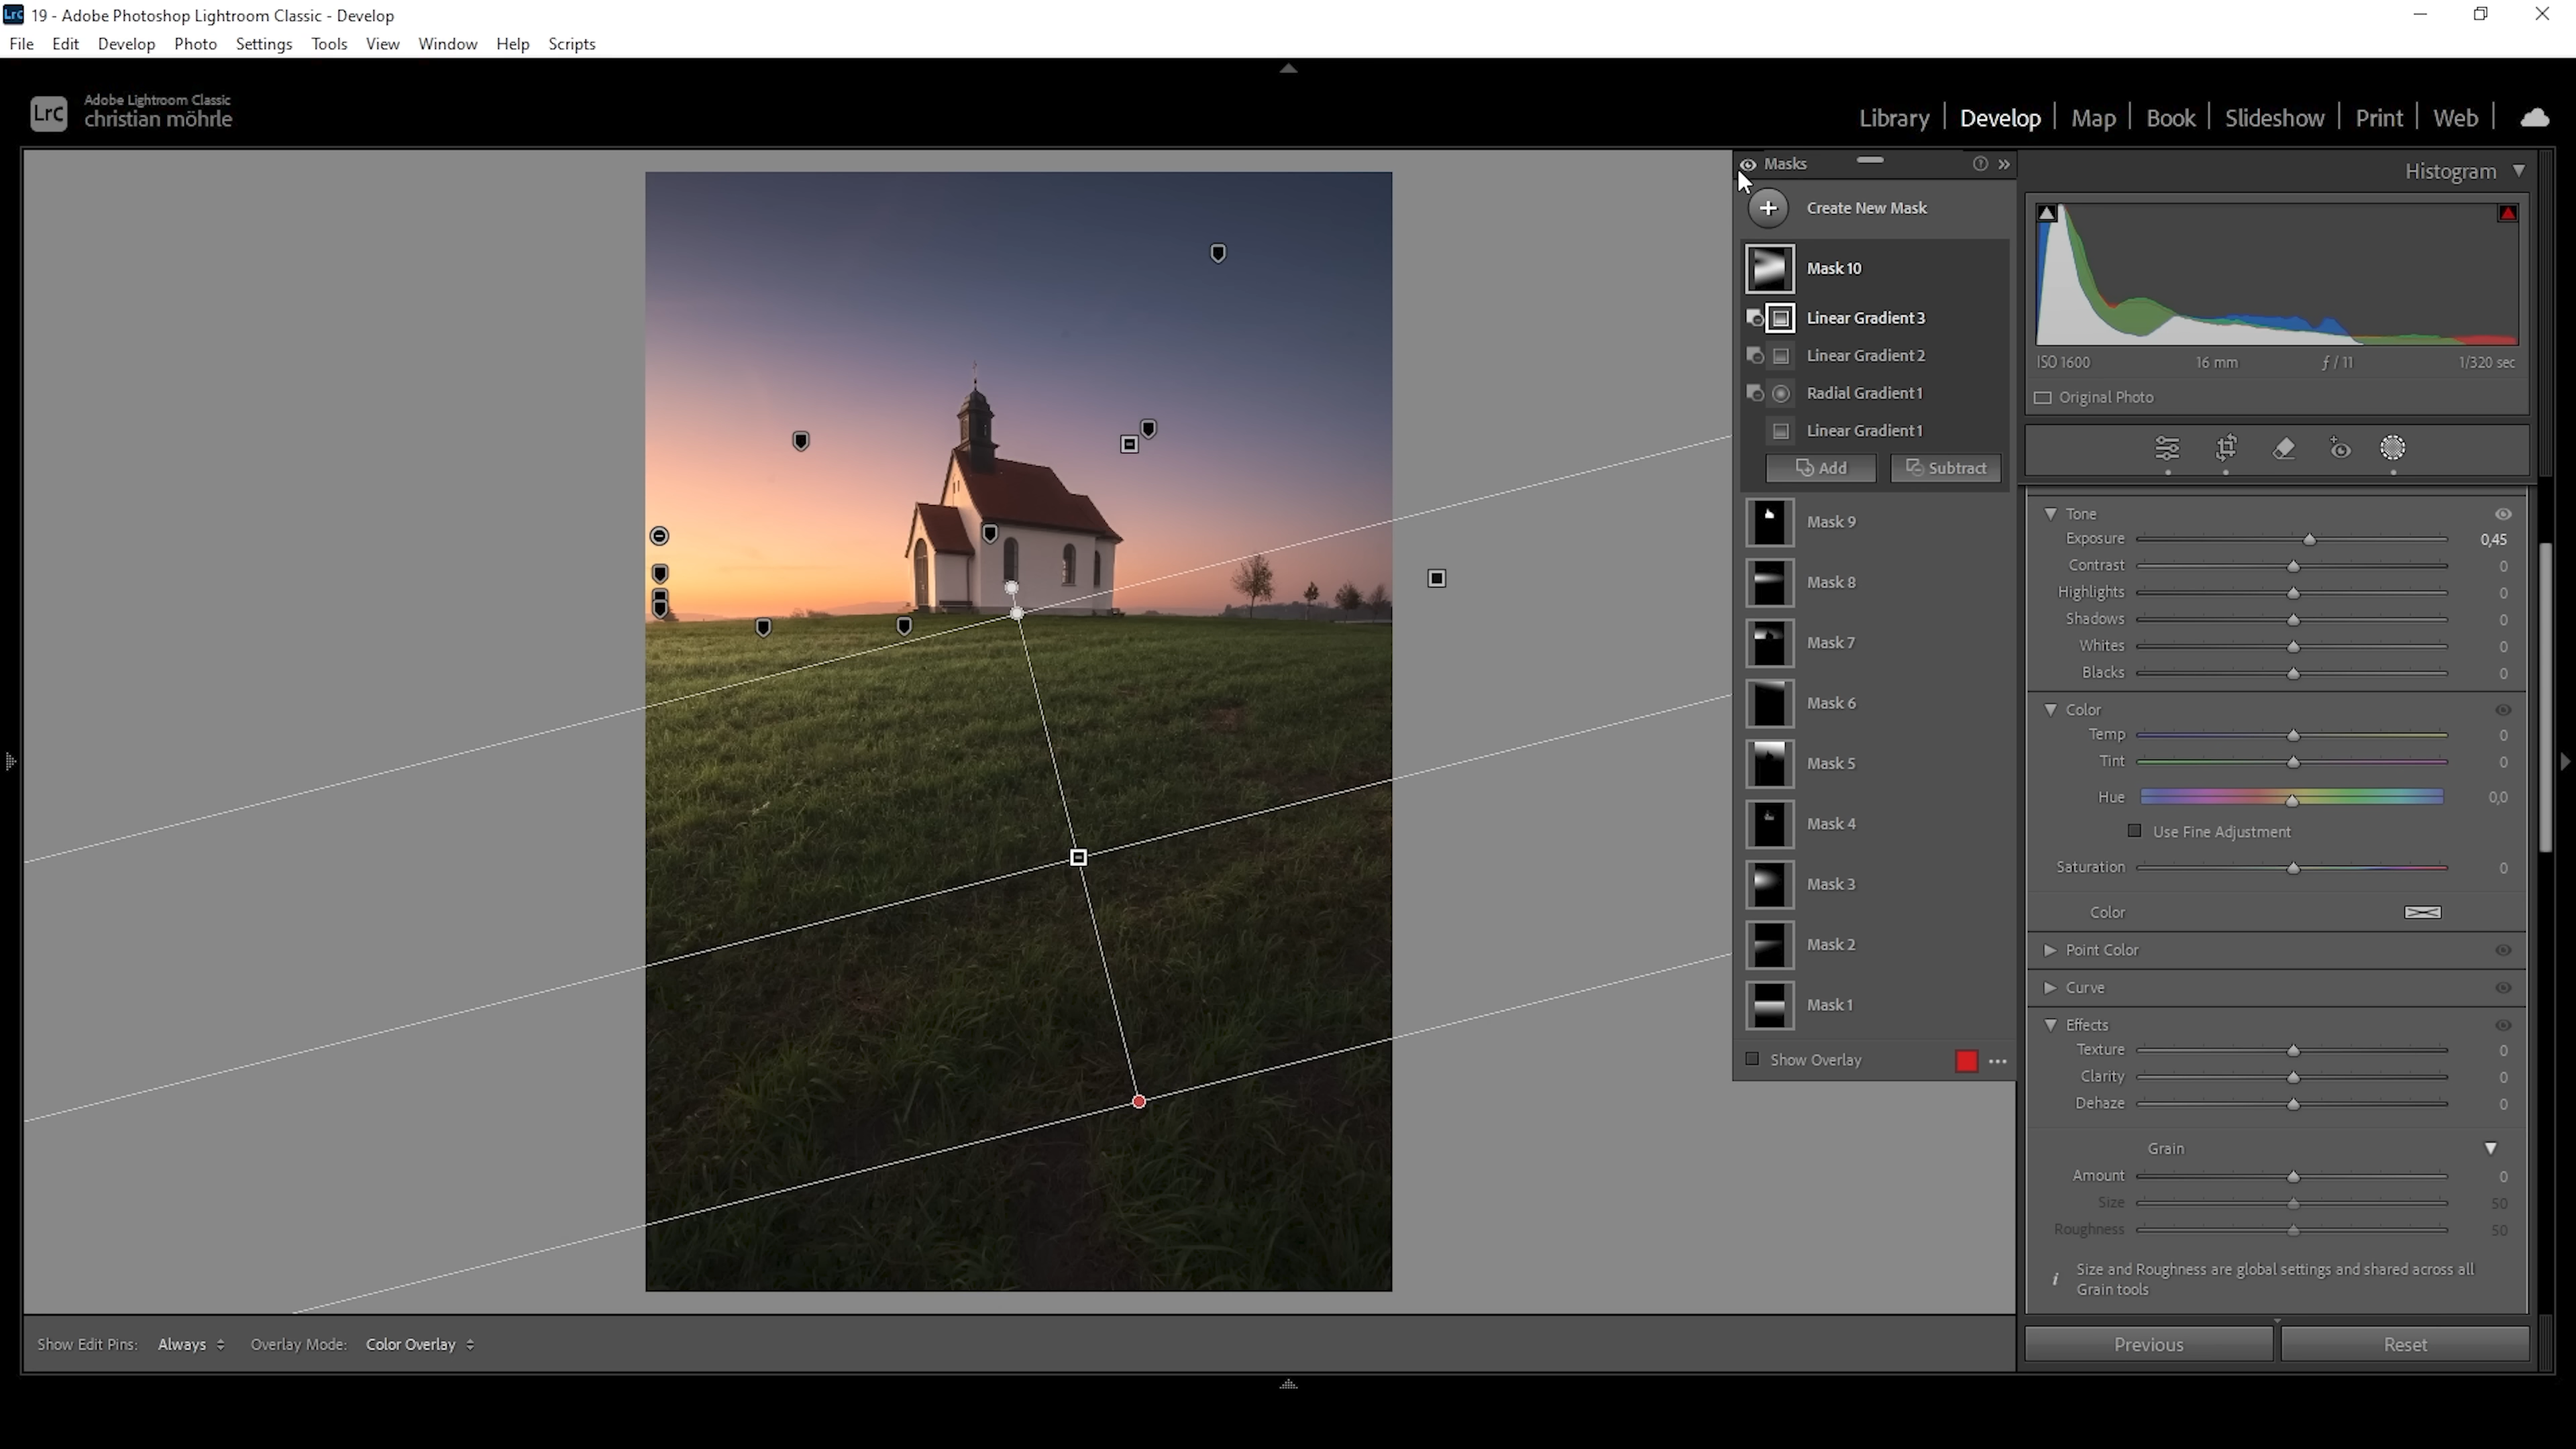 19 - Adobe Photoshop Lightroom Classic - Develop
File Edit Develop Photo Settings Tools View Window Help Scripts
Lrc
Adobe Lightroom Classic
christian möhrle
Library | Develop | Map | Book | Slideshow | Print | Web |
Masks
Create New Mask
Mask 10
Linear Gradient 3
Linear Gradient 2
Radial Gradient 1
Linear Gradient 1
Add Subtract
Mask 9
Mask 8
Mask 7
Mask 6
Mask 5
Mask 4
Mask 3
Mask 2
Mask 1
Show Overlay
Histogram
ISO 1600 16 mm ƒ / 11 1/320 sec
Original Photo
Tone
Exposure 0,45
Contrast 0
Highlights 0
Shadows 0
Whites 0
Blacks 0
Color
Temp 0
Tint 0
Hue 0,0
Use Fine Adjustment
Saturation 0
Color
Point Color
Curve
Effects
Texture 0
Clarity 0
Dehaze 0
Grain
Amount 0
Size 50
Roughness 50
Size and Roughness are global settings and shared across all
Grain tools
Previous Reset
Show Edit Pins: Always Overlay Mode: Color Overlay